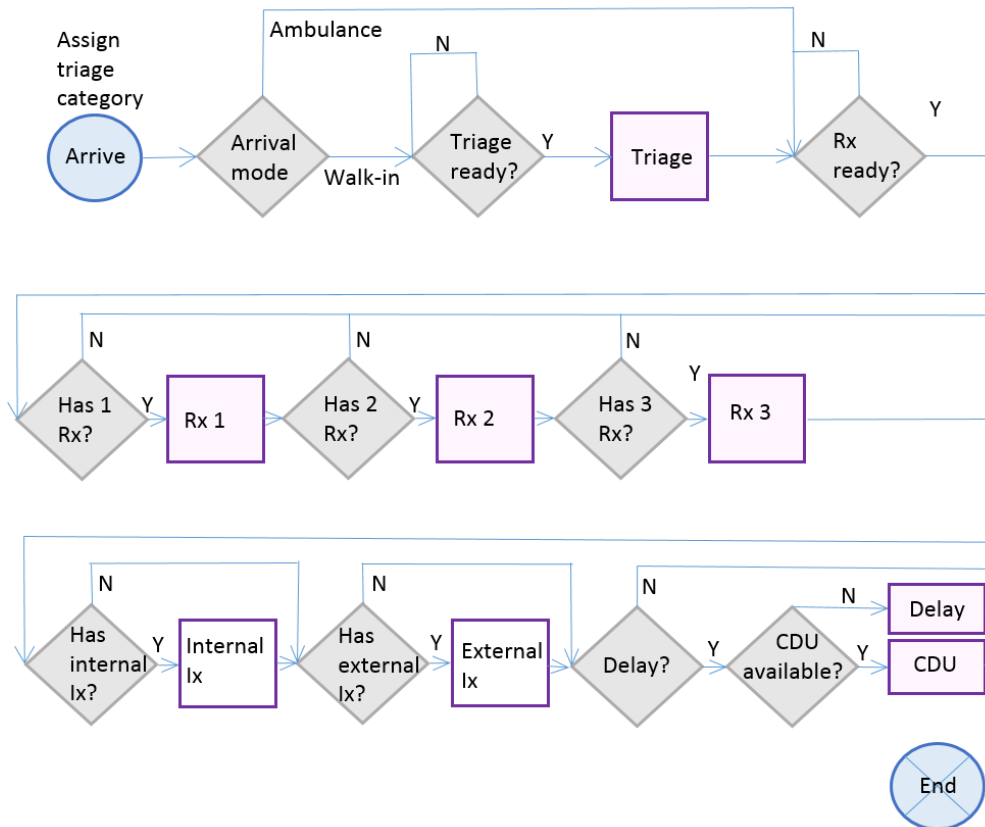 Ambulance
Assign
triage
category
N
N
Y
Arrive
Arrival
mode
Walk-in
Triage
ready?
Y
Triage
Rx
ready?
N
N
N
Has 1
Rx?
Y
Rx 1
Has 2
Rx?
Y
Rx 2
Has 3
Rx?
Y
Rx 3
N
N
N
Has
internal
Ix?
Y
Internal
Ix
Has
external
Ix?
Y
External
Ix
Delay?
Y
CDU
available?
N
Delay
Y
CDU
End